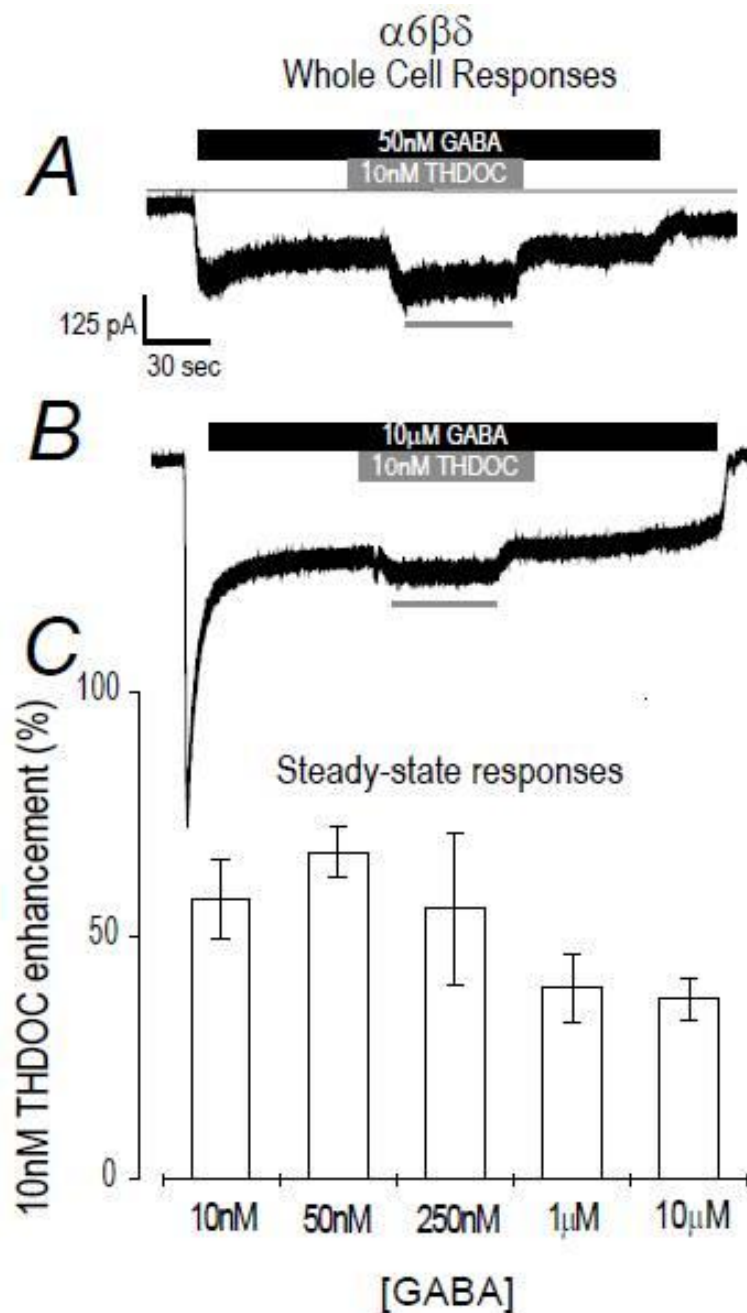 α6βδ
Whole Cell Responses
A
50nM GABA
10nM THDOC
125 pA
30 sec
B
10μM GABA
10nM THDOC
C
10nM THDOC enhancement (%)
100
50
0
Steady-state responses
10nM 50nM 250nM 1μM 10μM
[GABA]